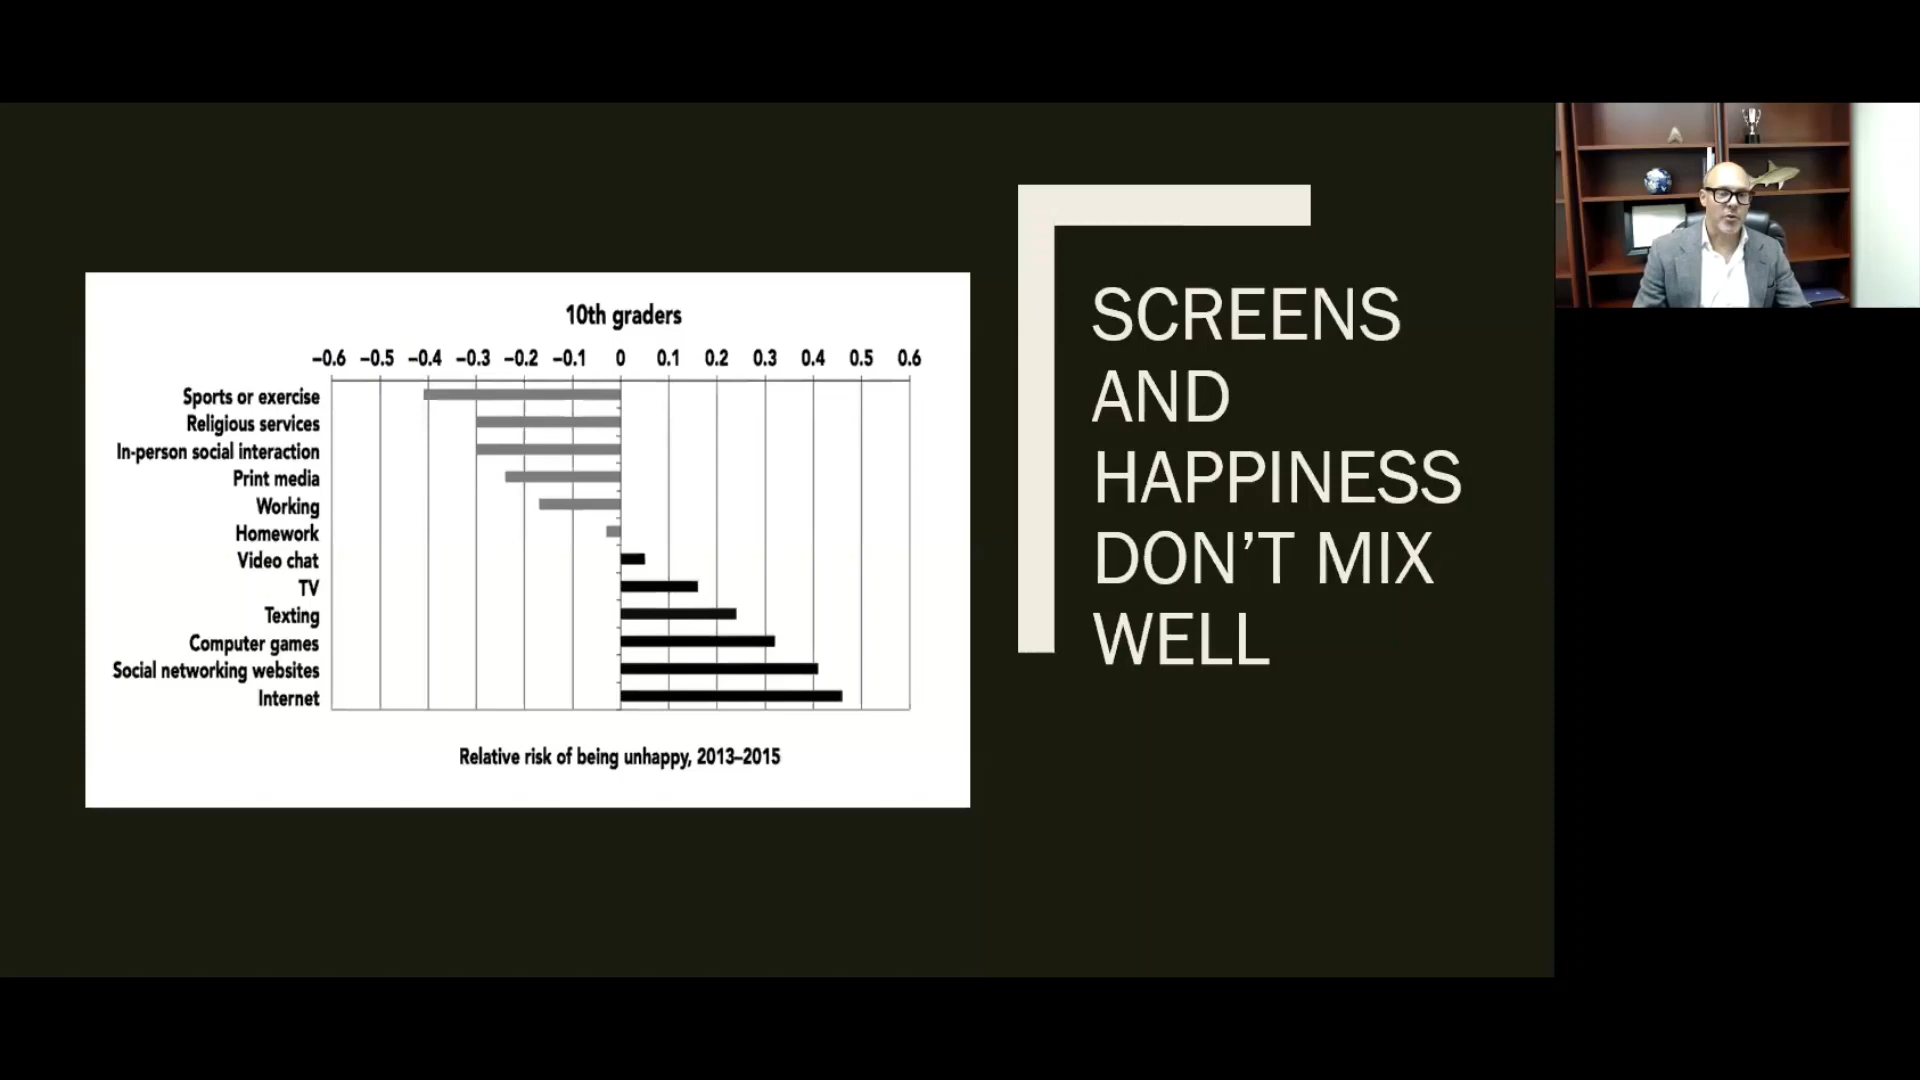 10th graders
−0.6 −0.5 −0.4 −0.3 −0.2 −0.1 0 0.1 0.2 0.3 0.4 0.5 0.6
Sports or exercise
Religious services
In-person social interaction
Print media
Working
Homework
Video chat
TV
Texting
Computer games
Social networking websites
Internet
Relative risk of being unhappy, 2013–2015
SCREENS
AND
HAPPINESS
DON’T MIX
WELL